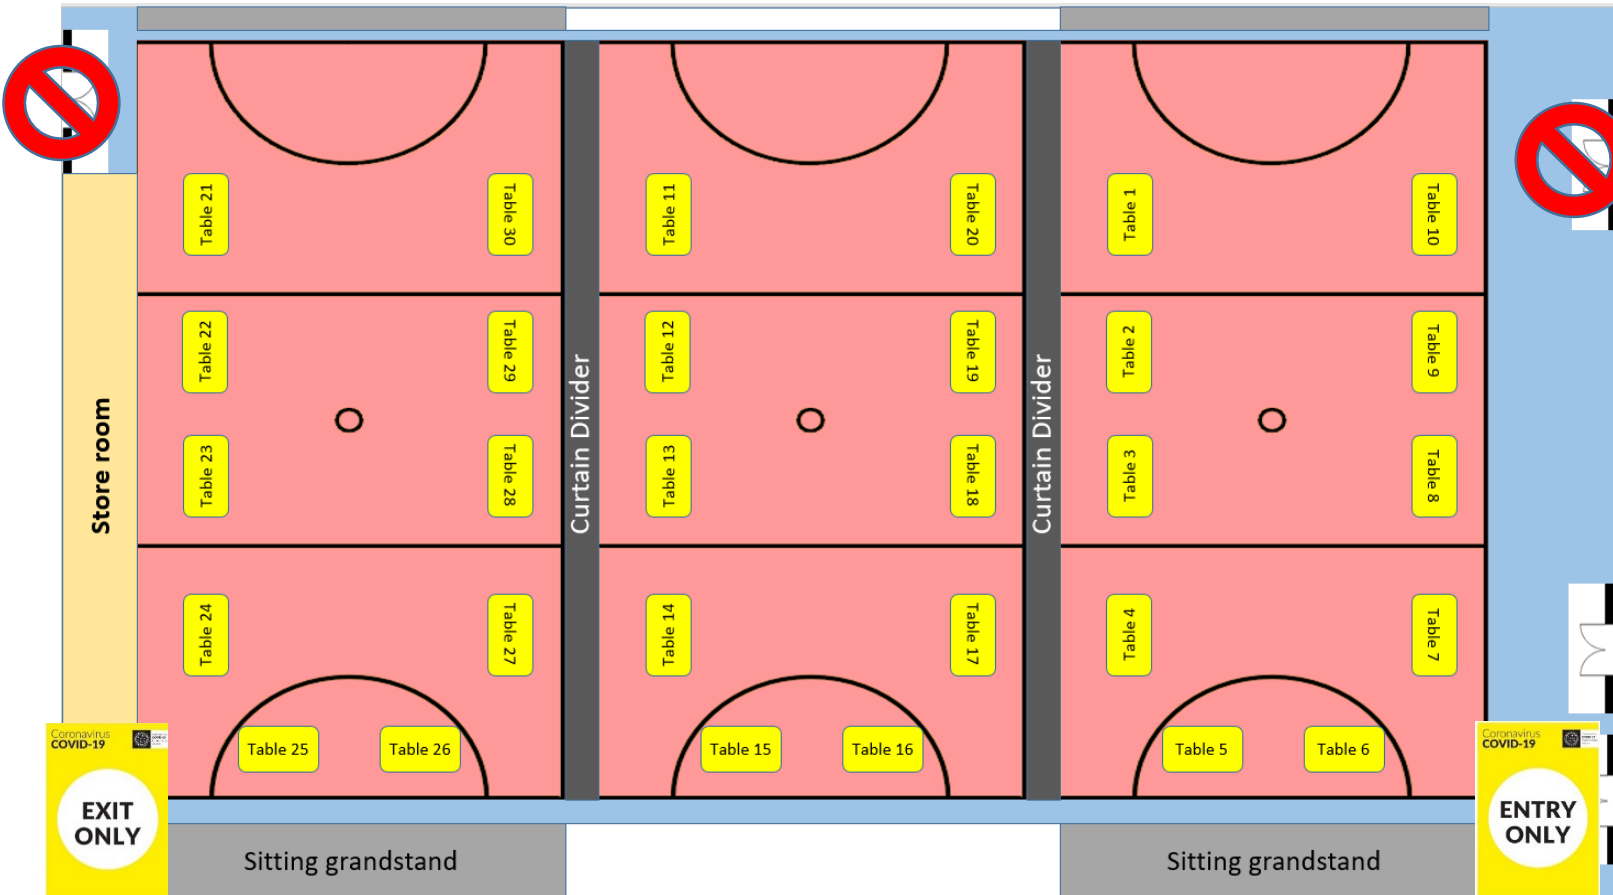 Table 21
Table 30
Table 11
Table 20
Table 1
Table 10
Table 22
Table 29
Table 12
Table 19
Table 2
Table 9
Store room
Curtain Divider
Curtain Divider
Table 23
Table 28
Table 13
Table 18
Table 3
Table 8
Table 24
Table 27
Table 14
Table 17
Table 4
Table 7
Table 25
Table 26
Table 15
Table 16
Table 5
Table 6
Coronavirus
COVID-19
EXIT
ONLY
Coronavirus
COVID-19
ENTRY
ONLY
Sitting grandstand
Sitting grandstand